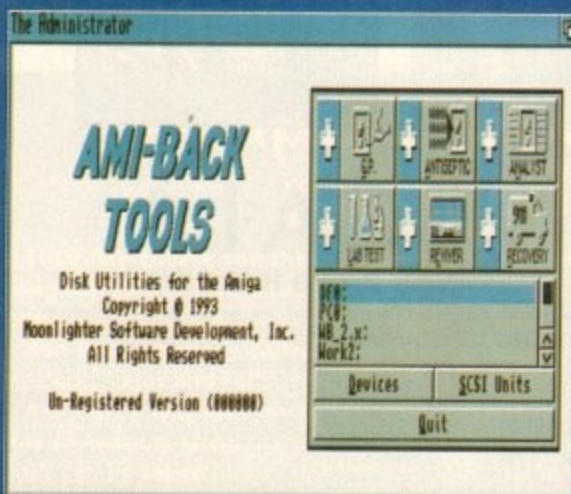 The Administrator
AMI-BACK
TOOLS
Disk Utilities for the Amiga
Copyright © 1993
Moonlighter Software Development, Inc.
All Rights Reserved
Un-Registered Version (000000)
G.P.
ANTISEPTIC
ANALYST
LAB TEST
REVIVER
911
RECOVERY
DF0:
PC0:
WB_2.x:
Work2:
Devices
SCSI Units
Quit